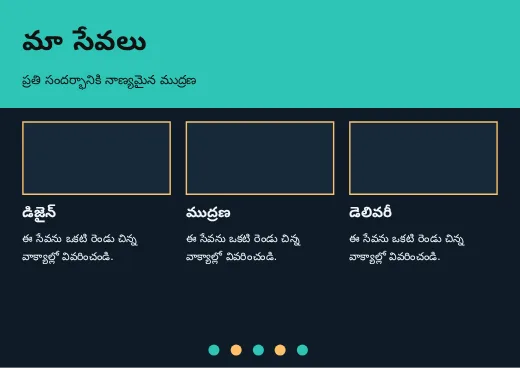 మా సేవలు
ప్రతి సందర్భానికి నాణ్యమైన ముద్రణ
డిజైన్
ఈ సేవను ఒకటి రెండు చిన్న
వాక్యాల్లో వివరించండి.
ముద్రణ
ఈ సేవను ఒకటి రెండు చిన్న
వాక్యాల్లో వివరించండి.
డెలివరీ
ఈ సేవను ఒకటి రెండు చిన్న
వాక్యాల్లో వివరించండి.